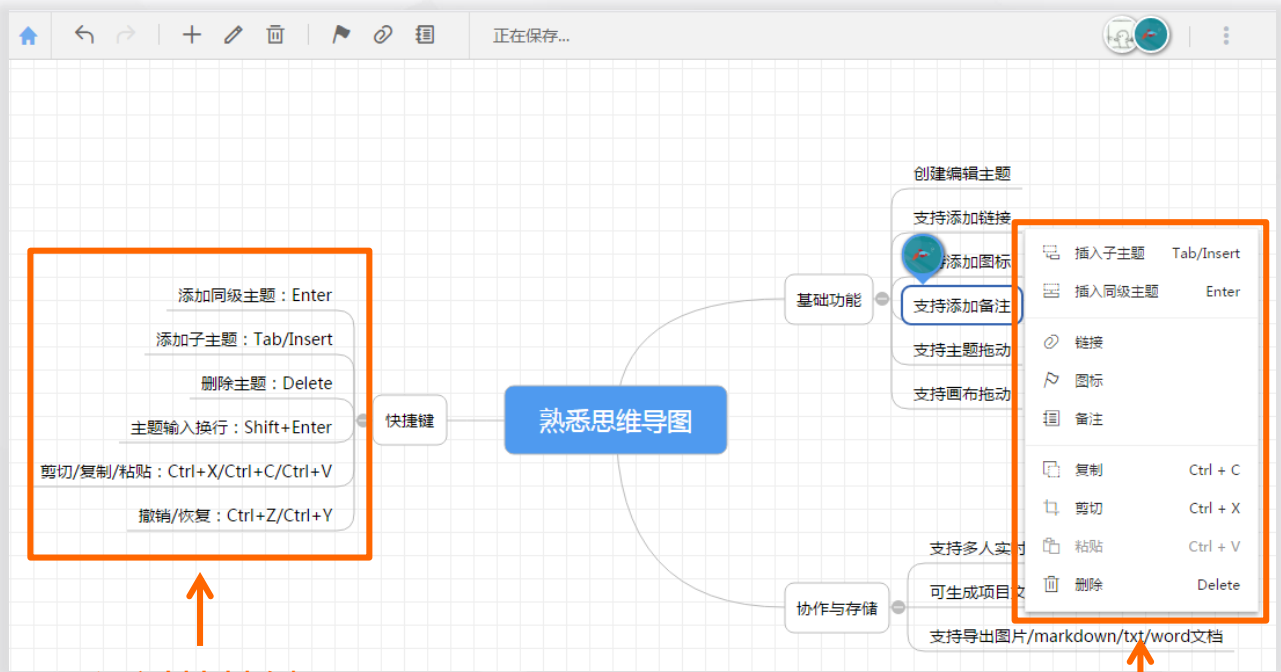 正在保存...
创建编辑主题
支持添加链接
添加图标
支持添加备注
支持主题拖动
支持画布拖动
基础功能
添加同级主题：Enter
添加子主题：Tab/Insert
删除主题：Delete
主题输入换行：Shift+Enter
剪切/复制/粘贴：Ctrl+X/Ctrl+C/Ctrl+V
撤销/恢复：Ctrl+Z/Ctrl+Y
快捷键
熟悉思维导图
插入子主题 Tab/Insert
插入同级主题 Enter
链接
图标
备注
复制 Ctrl + C
剪切 Ctrl + X
粘贴 Ctrl + V
删除 Delete
协作与存储
支持多人实时
可生成项目文
支持导出图片/markdown/txt/word文档